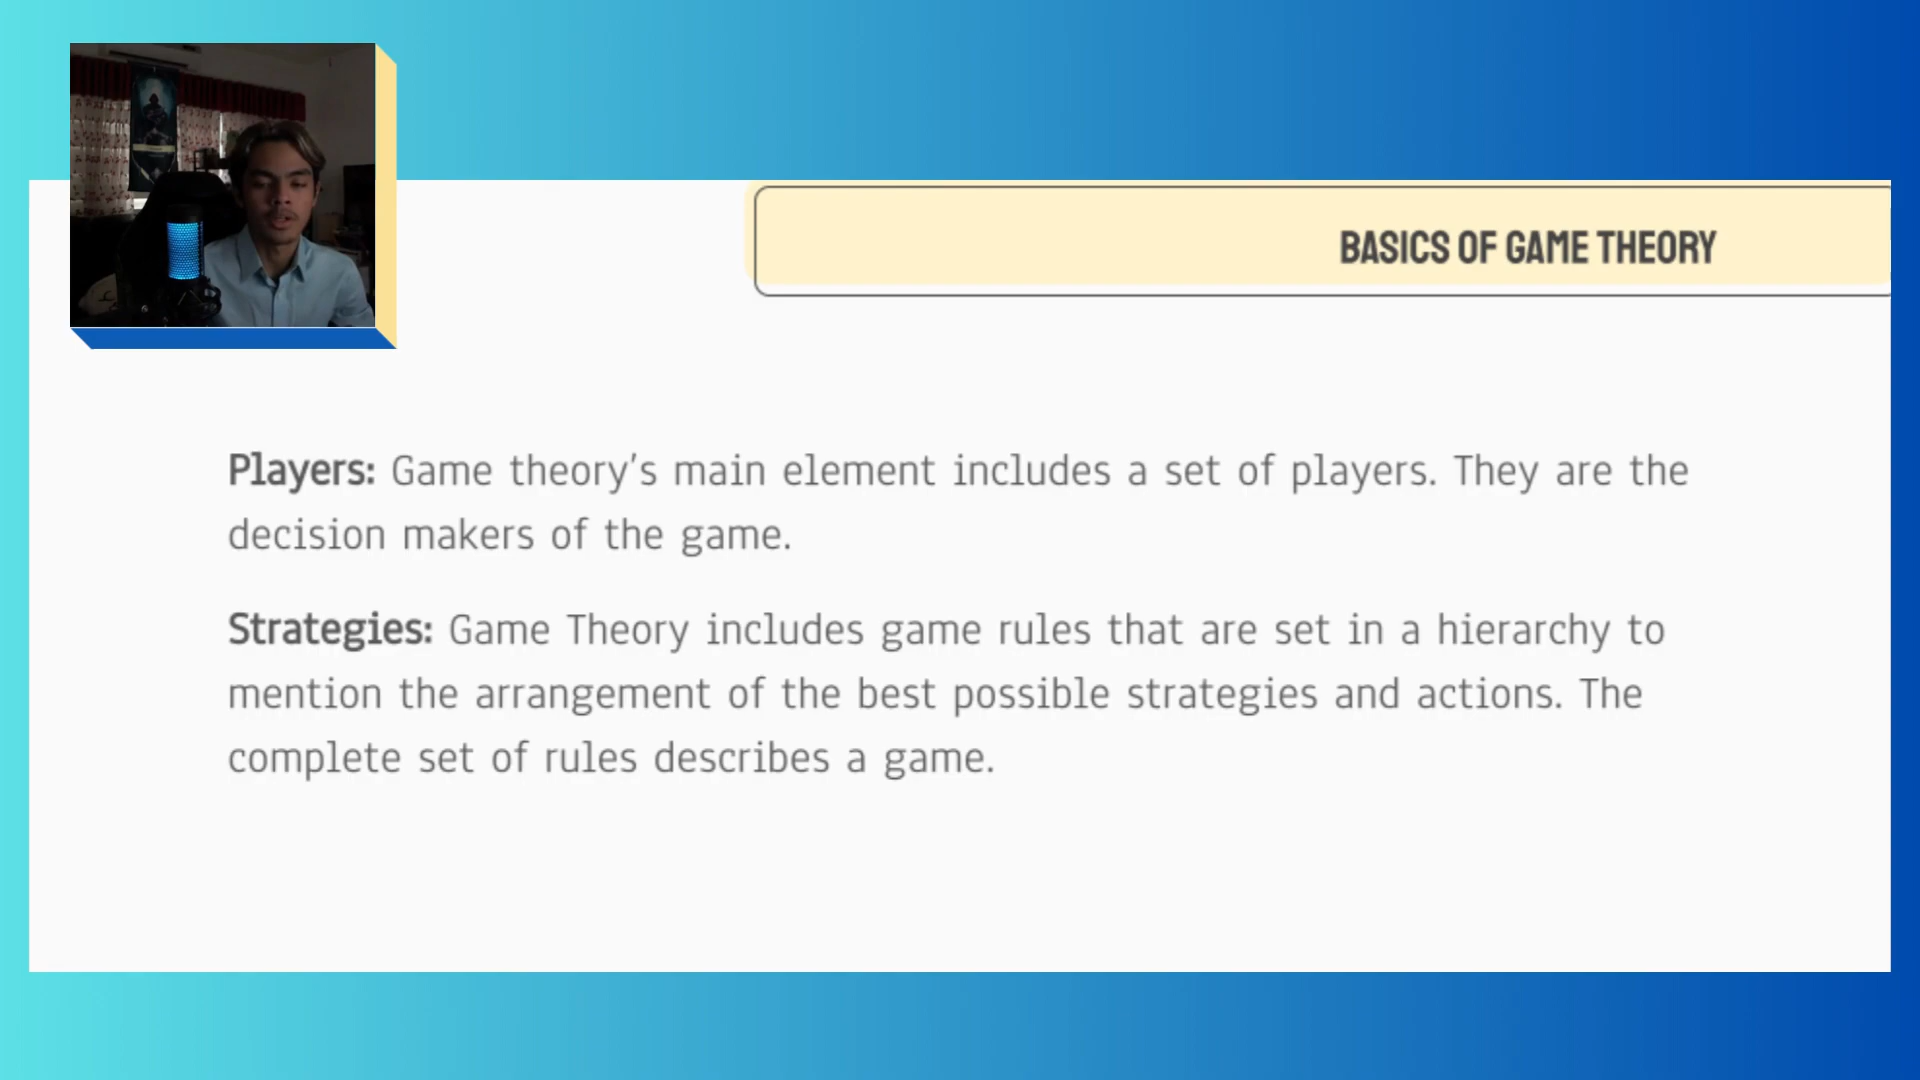 BASICS OF GAME THEORY
Players: Game theory's main element includes a set of players. They are the
decision makers of the game.
Strategies: Game Theory includes game rules that are set in a hierarchy to
mention the arrangement of the best possible strategies and actions. The
complete set of rules describes a game.